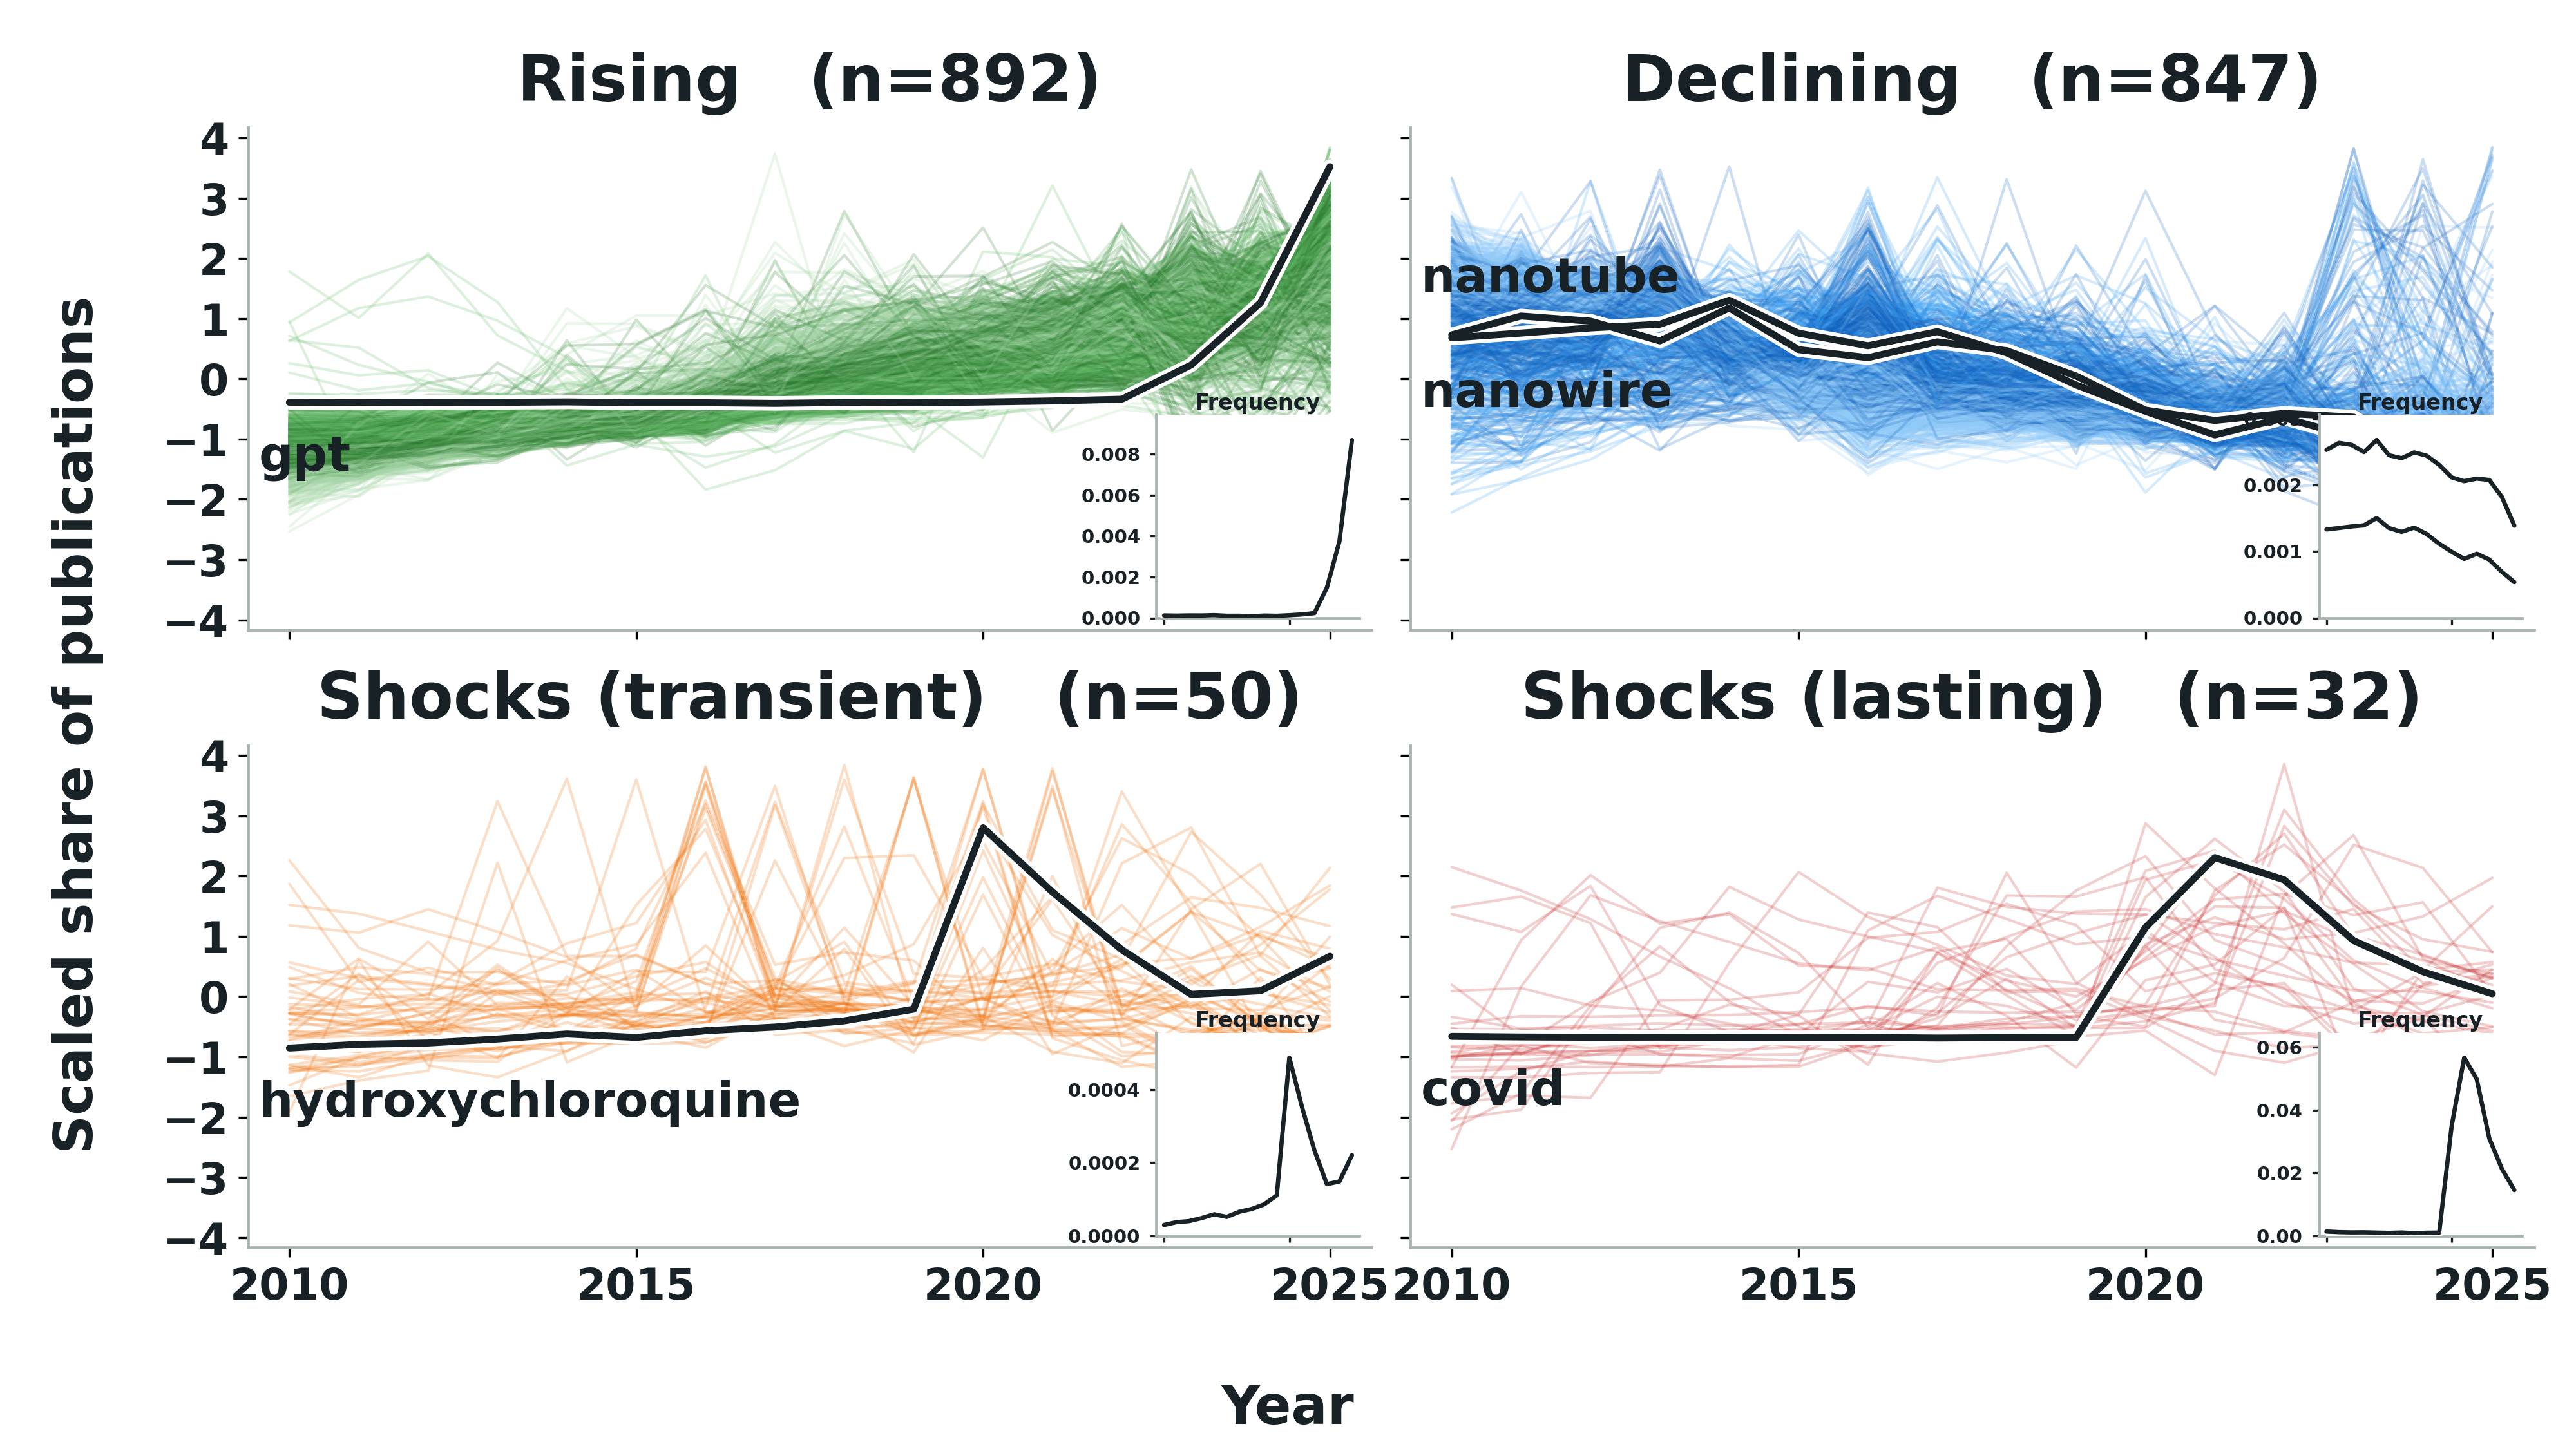 Rising (n=892)
Declining (n=847)
Scaled share of publications
4
3
2
1
0
−1
−2
−3
−4
gpt
Frequency
0.008
0.006
0.004
0.002
0.000
nanotube
nanowire
Frequency
0.002
0.001
0.000
Shocks (transient) (n=50)
Shocks (lasting) (n=32)
4
3
2
1
0
−1
−2
−3
−4
hydroxychloroquine
Frequency
0.0004
0.0002
0.0000
covid
Frequency
0.06
0.04
0.02
0.00
2010 2015 2020 2025
2010 2015 2020 2025
Year